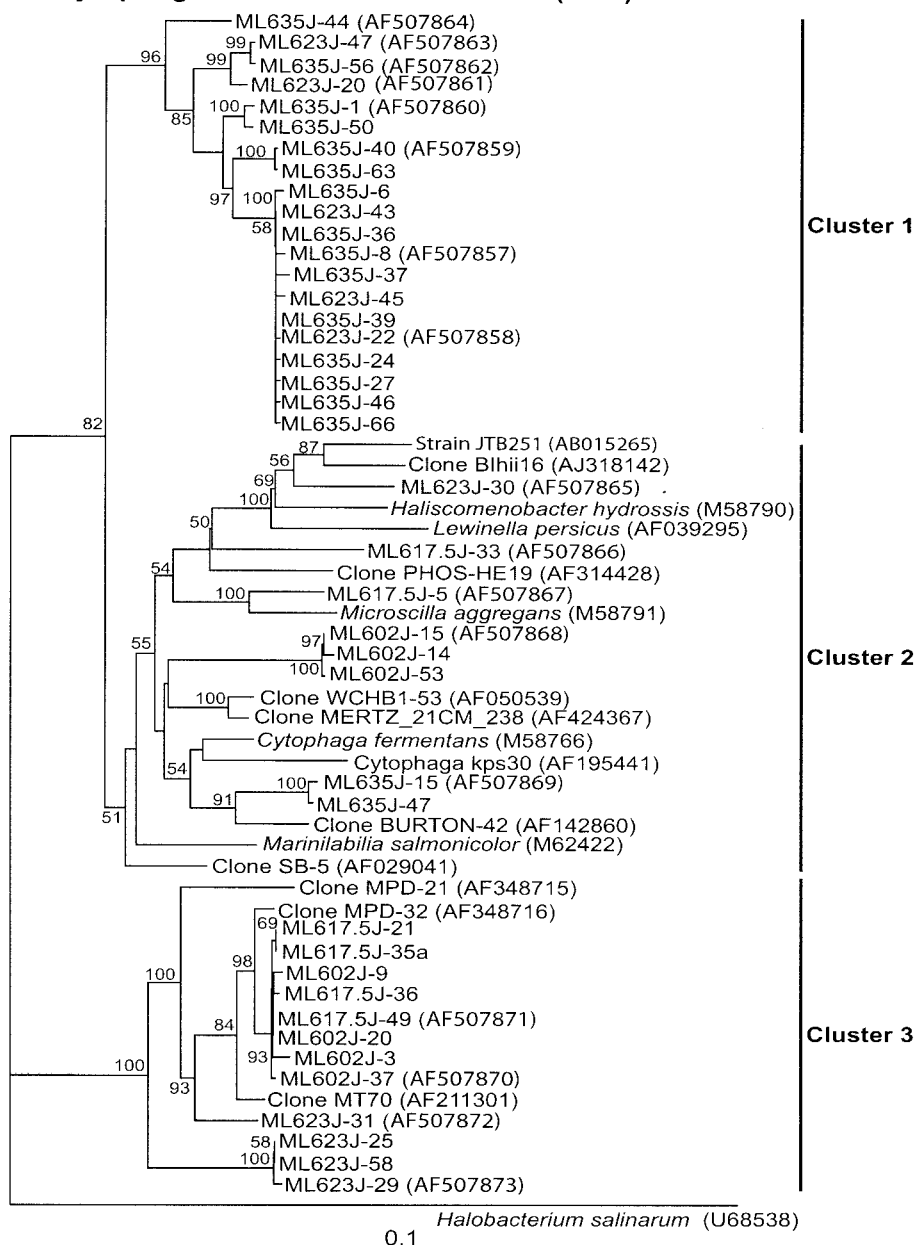 96
ML635J-44 (AF507864)
99
ML623J-47 (AF507863)
99
ML635J-56 (AF507862)
ML623J-20 (AF507861)
85
100
ML635J-1 (AF507860)
ML635J-50
100
ML635J-40 (AF507859)
ML635J-63
97
100
ML635J-6
58
ML623J-43
ML635J-36
ML635J-8 (AF507857)
ML635J-37
ML623J-45
ML635J-39
ML623J-22 (AF507858)
ML635J-24
ML635J-27
ML635J-46
ML635J-66
Cluster 1
82
87
Strain JTB251 (AB015265)
56
Clone Blhii16 (AJ318142)
69
ML623J-30 (AF507865)
100
Haliscomenobacter hydrossis (M58790)
Lewinella persicus (AF039295)
50
ML617.5J-33 (AF507866)
54
Clone PHOS-HE19 (AF314428)
100
ML617.5J-5 (AF507867)
Microscilla aggregans (M58791)
55
97
ML602J-15 (AF507868)
ML602J-14
100
ML602J-53
100
Clone WCHB1-53 (AF050539)
Clone MERTZ_21CM_238 (AF424367)
Cytophaga fermentans (M58766)
54
Cytophaga kps30 (AF195441)
100
ML635J-15 (AF507869)
91
ML635J-47
51
Clone BURTON-42 (AF142860)
Marinilabilia salmonicolor (M62422)
Clone SB-5 (AF029041)
Cluster 2
Clone MPD-21 (AF348715)
Clone MPD-32 (AF348716)
69
ML617.5J-21
ML617.5J-35a
100
98
ML602J-9
ML617.5J-36
84
ML617.5J-49 (AF507871)
ML602J-20
93
ML602J-3
100
93
ML602J-37 (AF507870)
Clone MT70 (AF211301)
ML623J-31 (AF507872)
58
ML623J-25
100
ML623J-58
ML623J-29 (AF507873)
Cluster 3
Halobacterium salinarum (U68538)
0.1